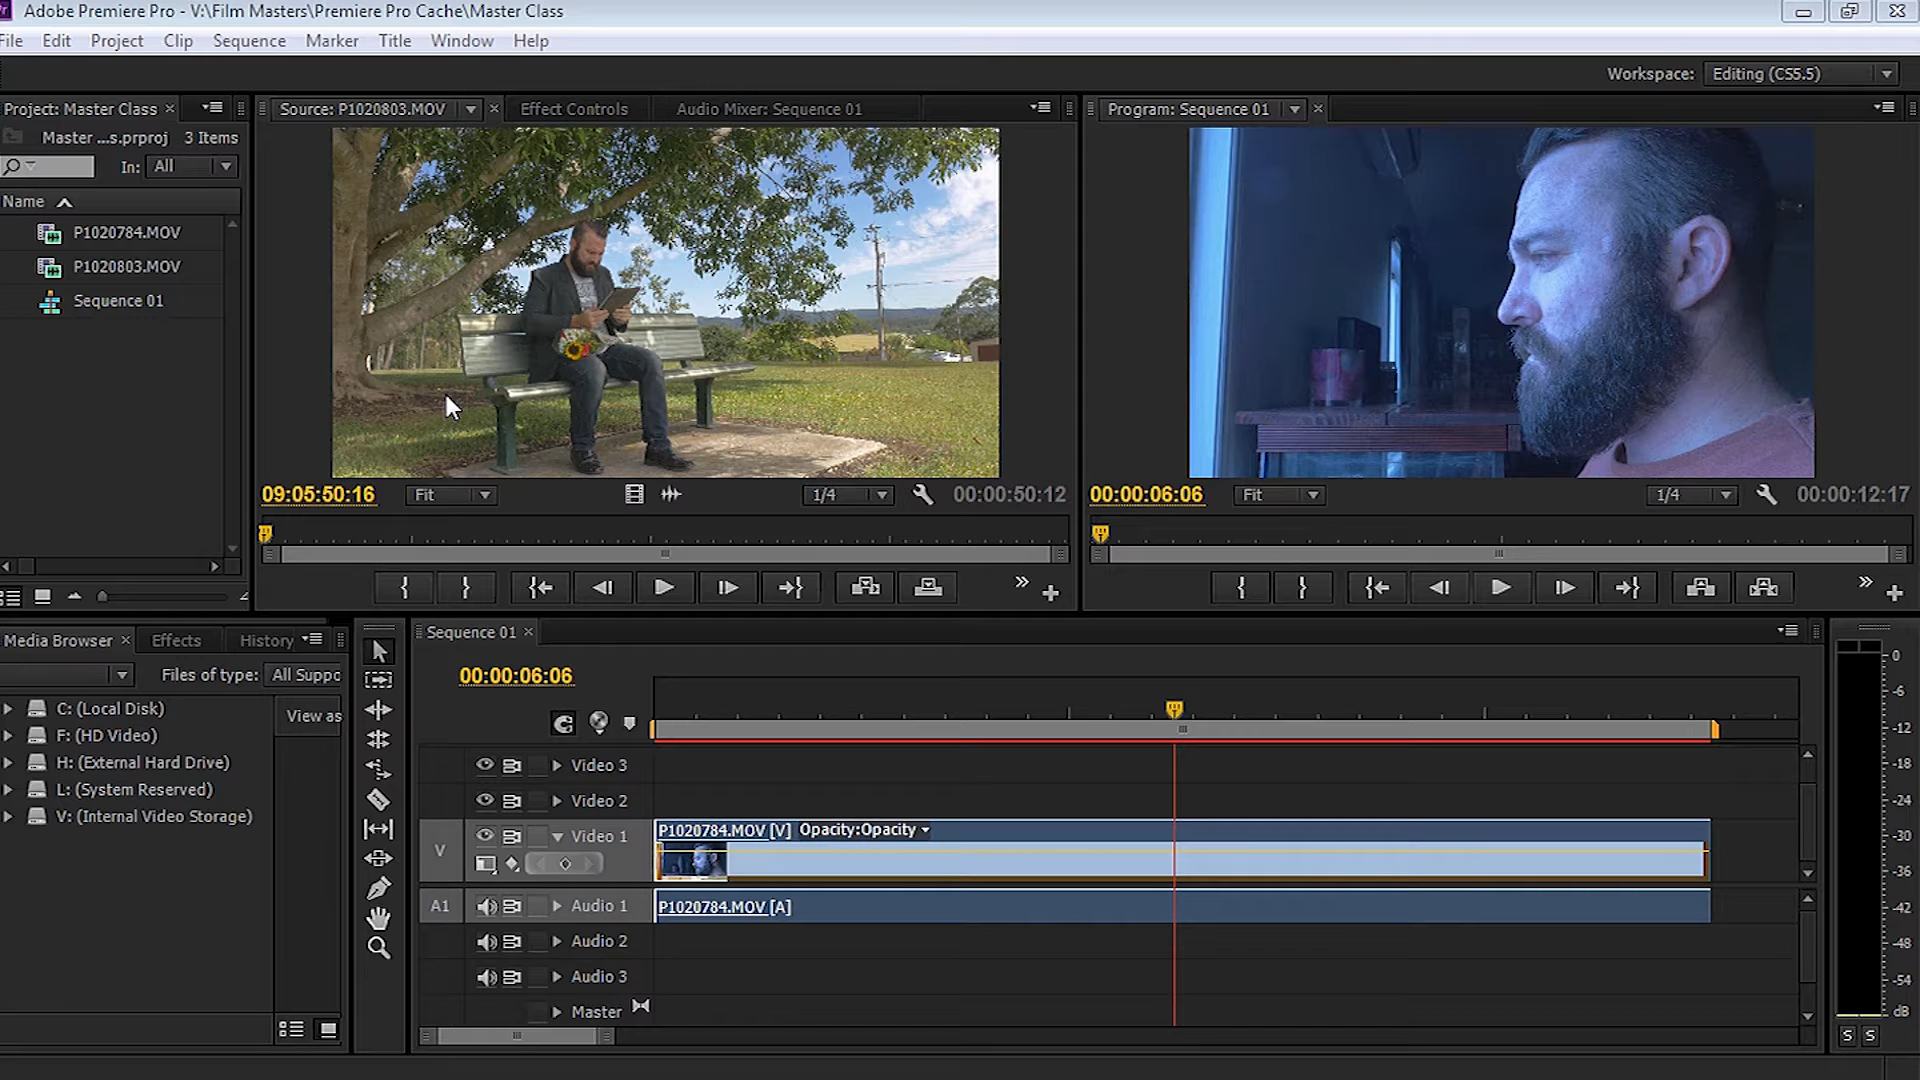 Adobe Premiere Pro - V:\Film Masters\Premiere Pro Cache\Master Class
File Edit Project Clip Sequence Marker Title Window Help
Workspace: Editing (CS5.5)
Project: Master Class
Source: P1020803.MOV
Effect Controls
Audio Mixer: Sequence 01
Program: Sequence 01
Master ...s.prproj 3 Items
In: All
Name
P1020784.MOV
P1020803.MOV
Sequence 01
09:05:50:16
Fit
1/4
00:00:50:12
00:00:06:06
Fit
1/4
00:00:12:17
Media Browser
Effects
History
Files of type: All Suppo
View as
C: (Local Disk)
F: (HD Video)
H: (External Hard Drive)
L: (System Reserved)
V: (Internal Video Storage)
Sequence 01
00:00:06:06
Video 3
Video 2
V
Video 1
P1020784.MOV [V] Opacity:Opacity
A1
Audio 1
P1020784.MOV [A]
Audio 2
Audio 3
Master
0
-6
-12
-18
-24
-30
-36
-42
-48
-54
dB
S S